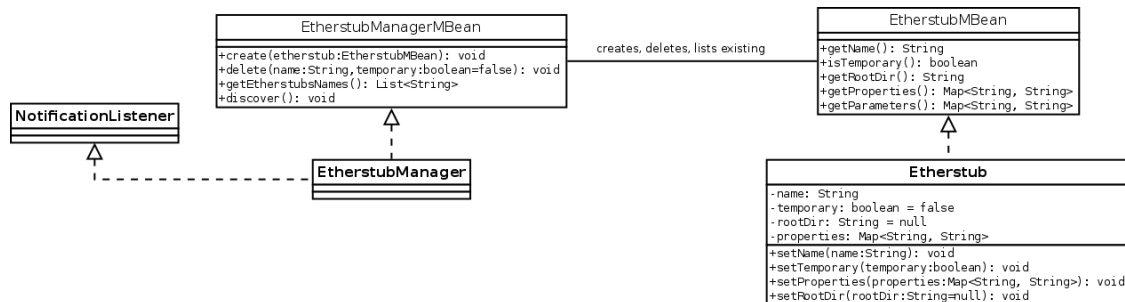 EtherstubManagerMBean
+create(etherstub:EtherstubMBean): void
+delete(name:String,temporary:boolean=false): void
+getEtherstubsNames(): List<String>
+discover(): void
creates, deletes, lists existing
EtherstubMBean
+getName(): String
+isTemporary(): boolean
+getRootDir(): String
+getProperties(): Map<String, String>
+getParameters(): Map<String, String>
NotificationListener
EtherstubManager
Etherstub
-name: String
-temporary: boolean = false
-rootDir: String = null
-properties: Map<String, String>
+setName(name:String): void
+setTemporary(temporary:boolean): void
+setProperties(properties:Map<String, String>): void
+setRootDir(rootDir:String=null): void